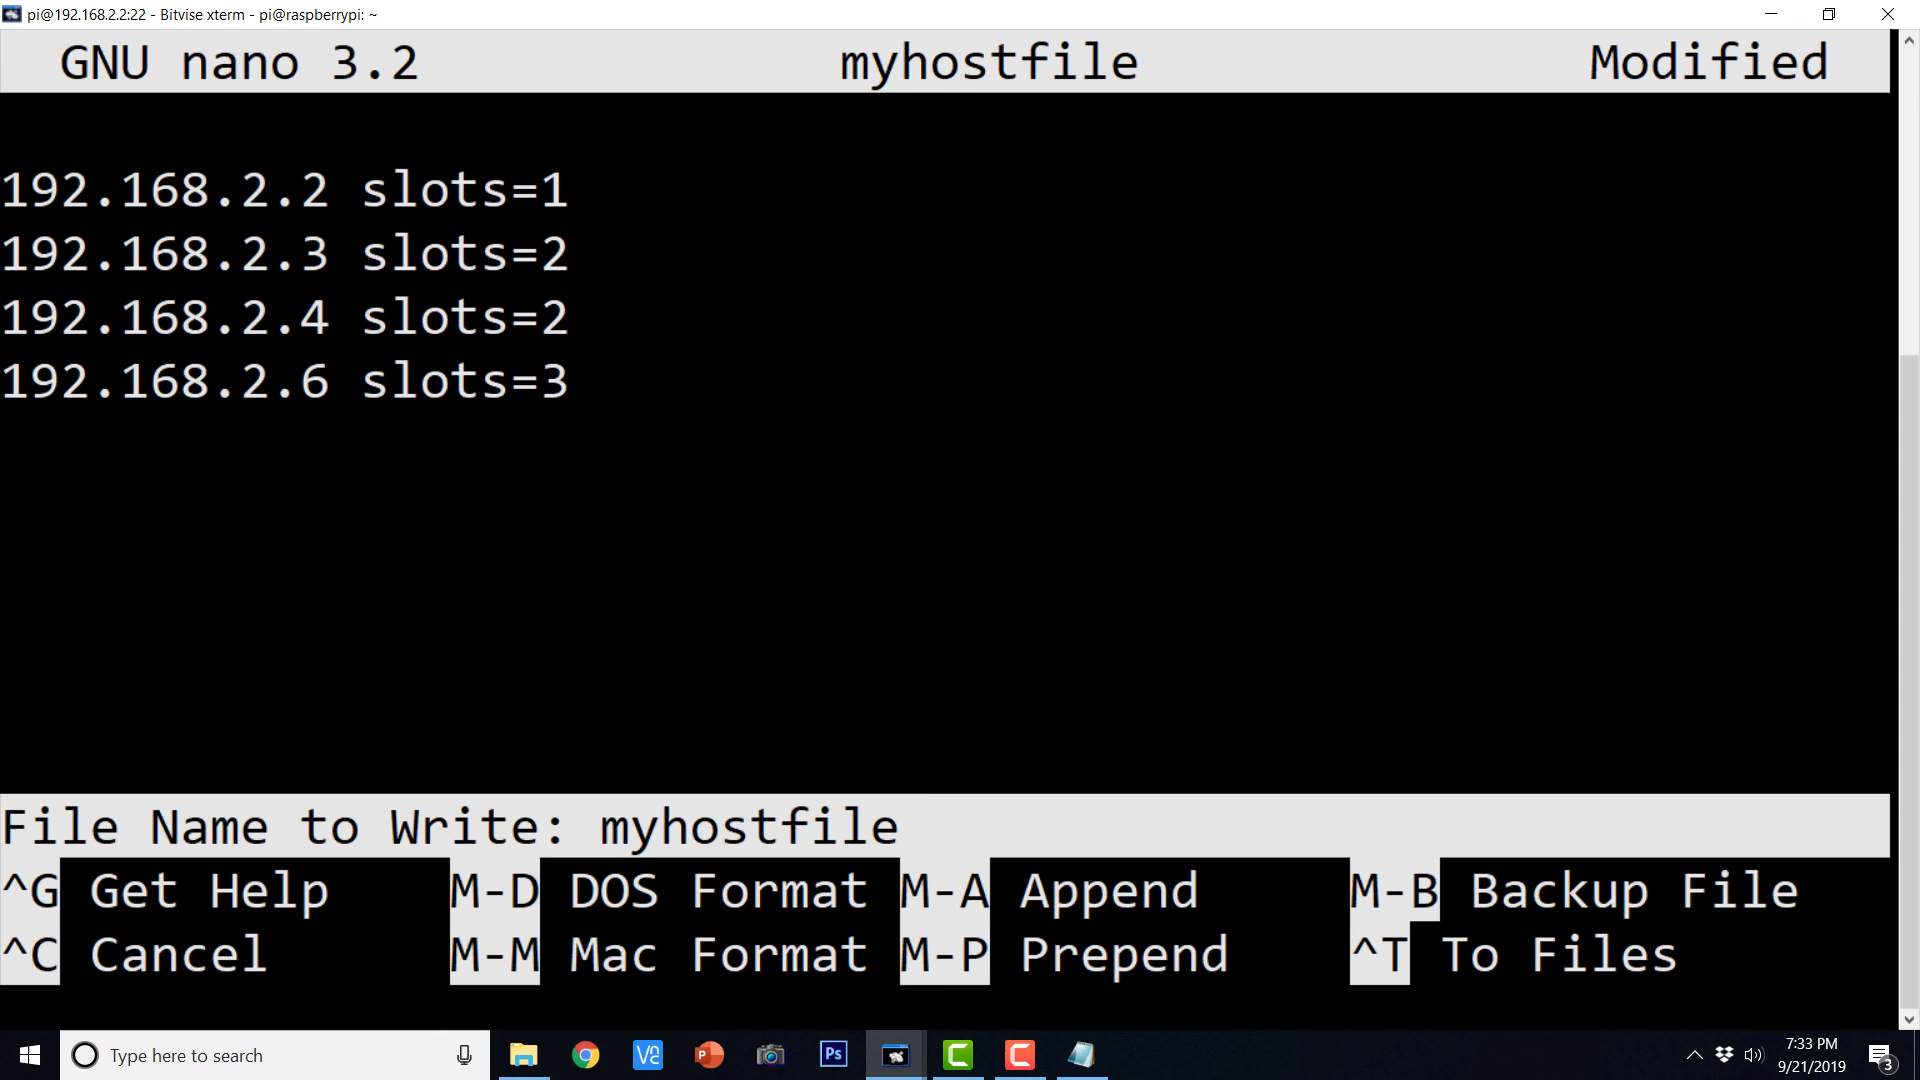 pi@192.168.2.2:22 - Bitvise xterm - pi@raspberrypi: ~
GNU nano 3.2 myhostfile Modified
192.168.2.2 slots=1
192.168.2.3 slots=2
192.168.2.4 slots=2
192.168.2.6 slots=3
File Name to Write: myhostfile
^G Get Help M-D DOS Format M-A Append M-B Backup File
^C Cancel M-M Mac Format M-P Prepend ^T To Files
Type here to search
Ps
7:33 PM
9/21/2019
3